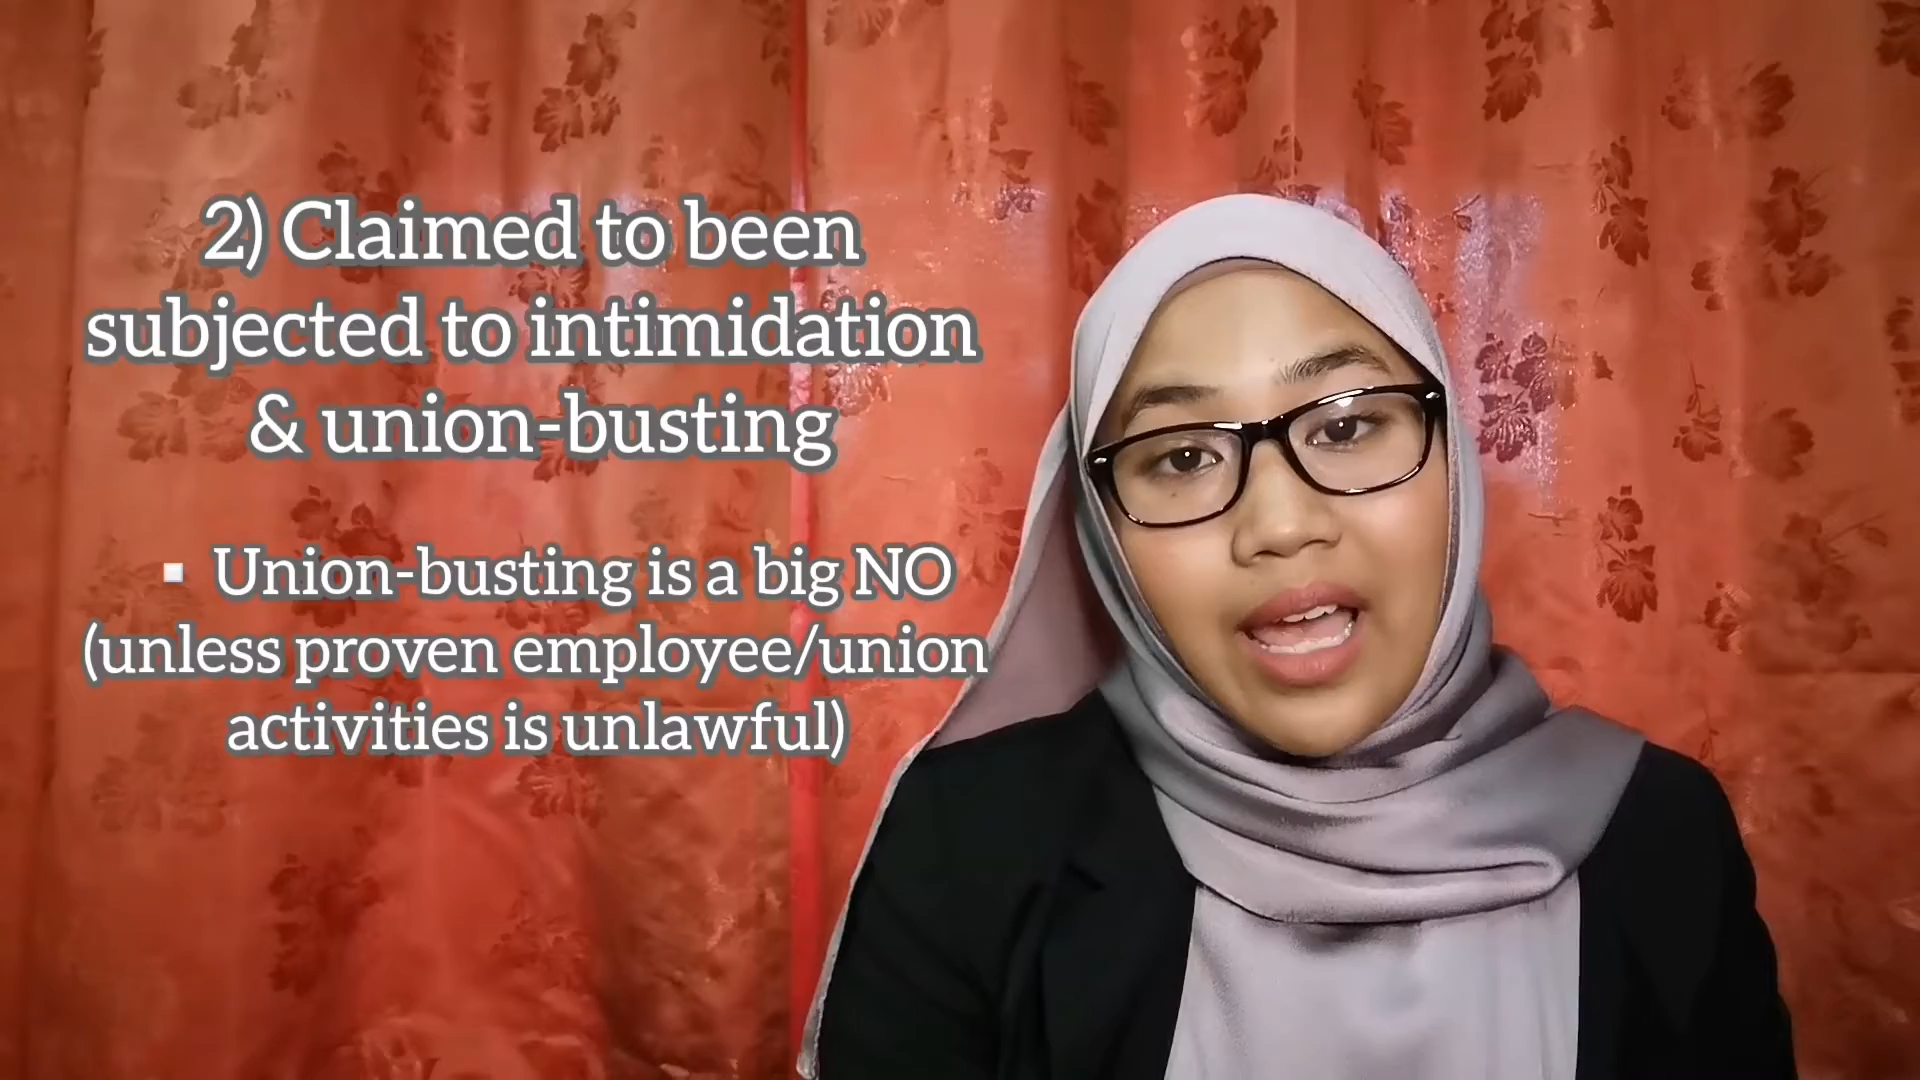 2) Claimed to been
subjected to intimidation
& union-busting
▪ Union-busting is a big NO
(unless proven employee/union
activities is unlawful)